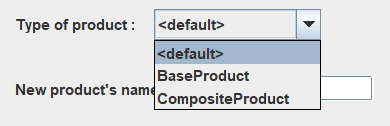 Type of product : <default>
<default>
BaseProduct
New product's name
CompositeProduct